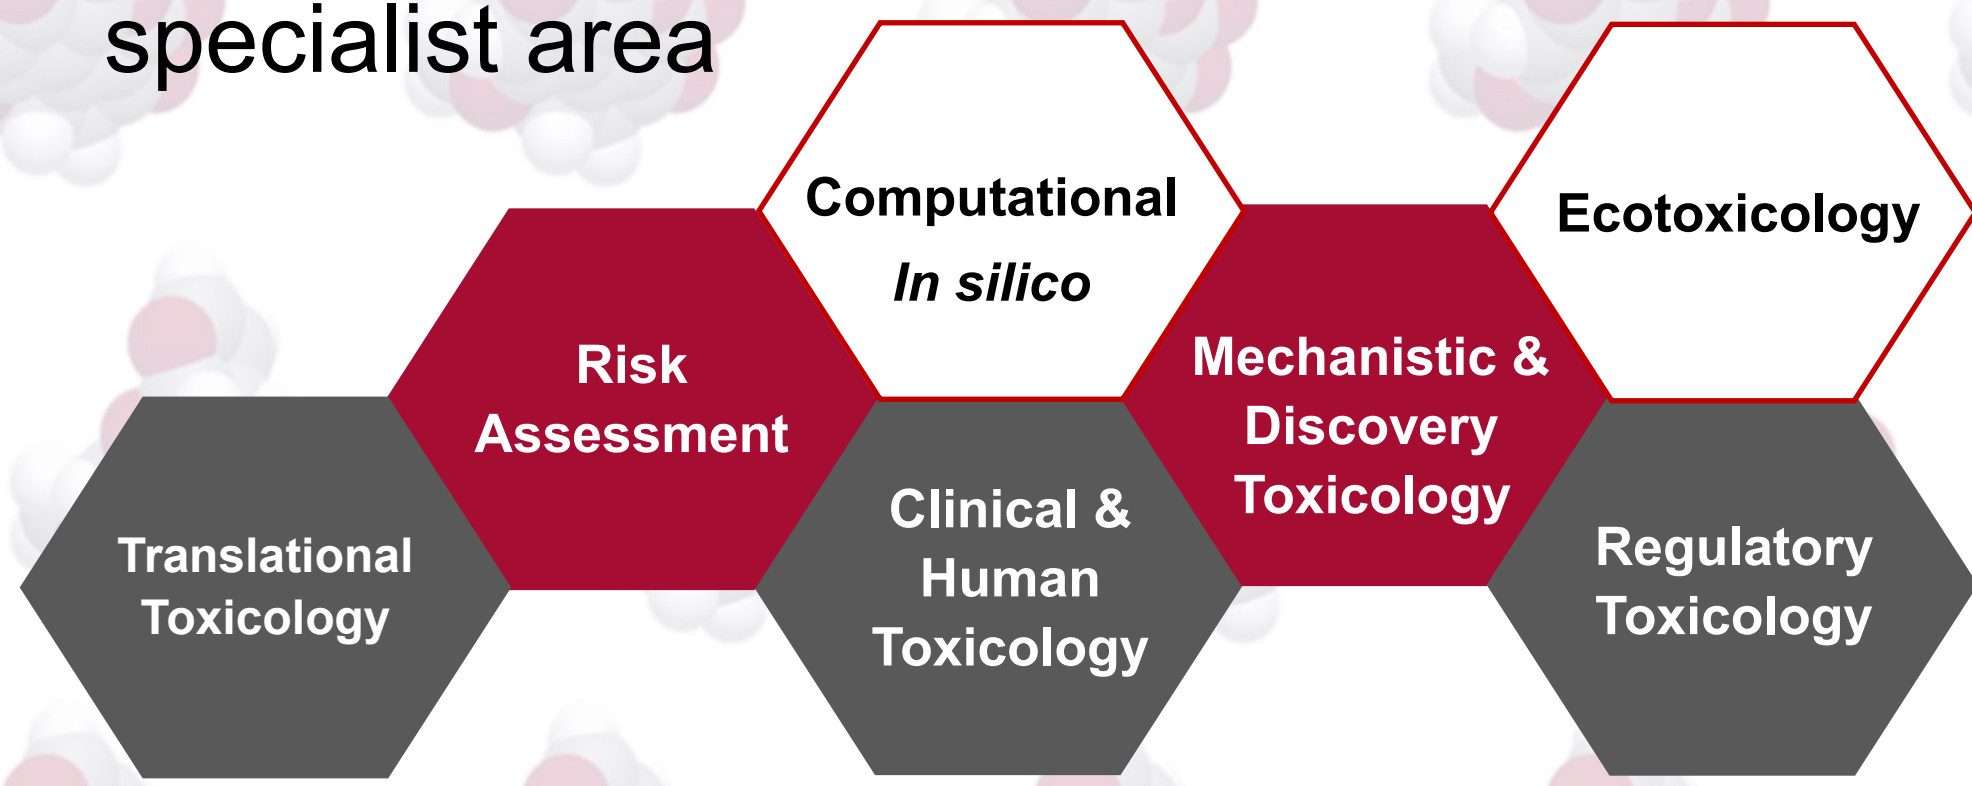 specialist area
Computational
In silico
Ecotoxicology
Risk
Assessment
Mechanistic &
Discovery
Toxicology
Translational
Toxicology
Clinical &
Human
Toxicology
Regulatory
Toxicology